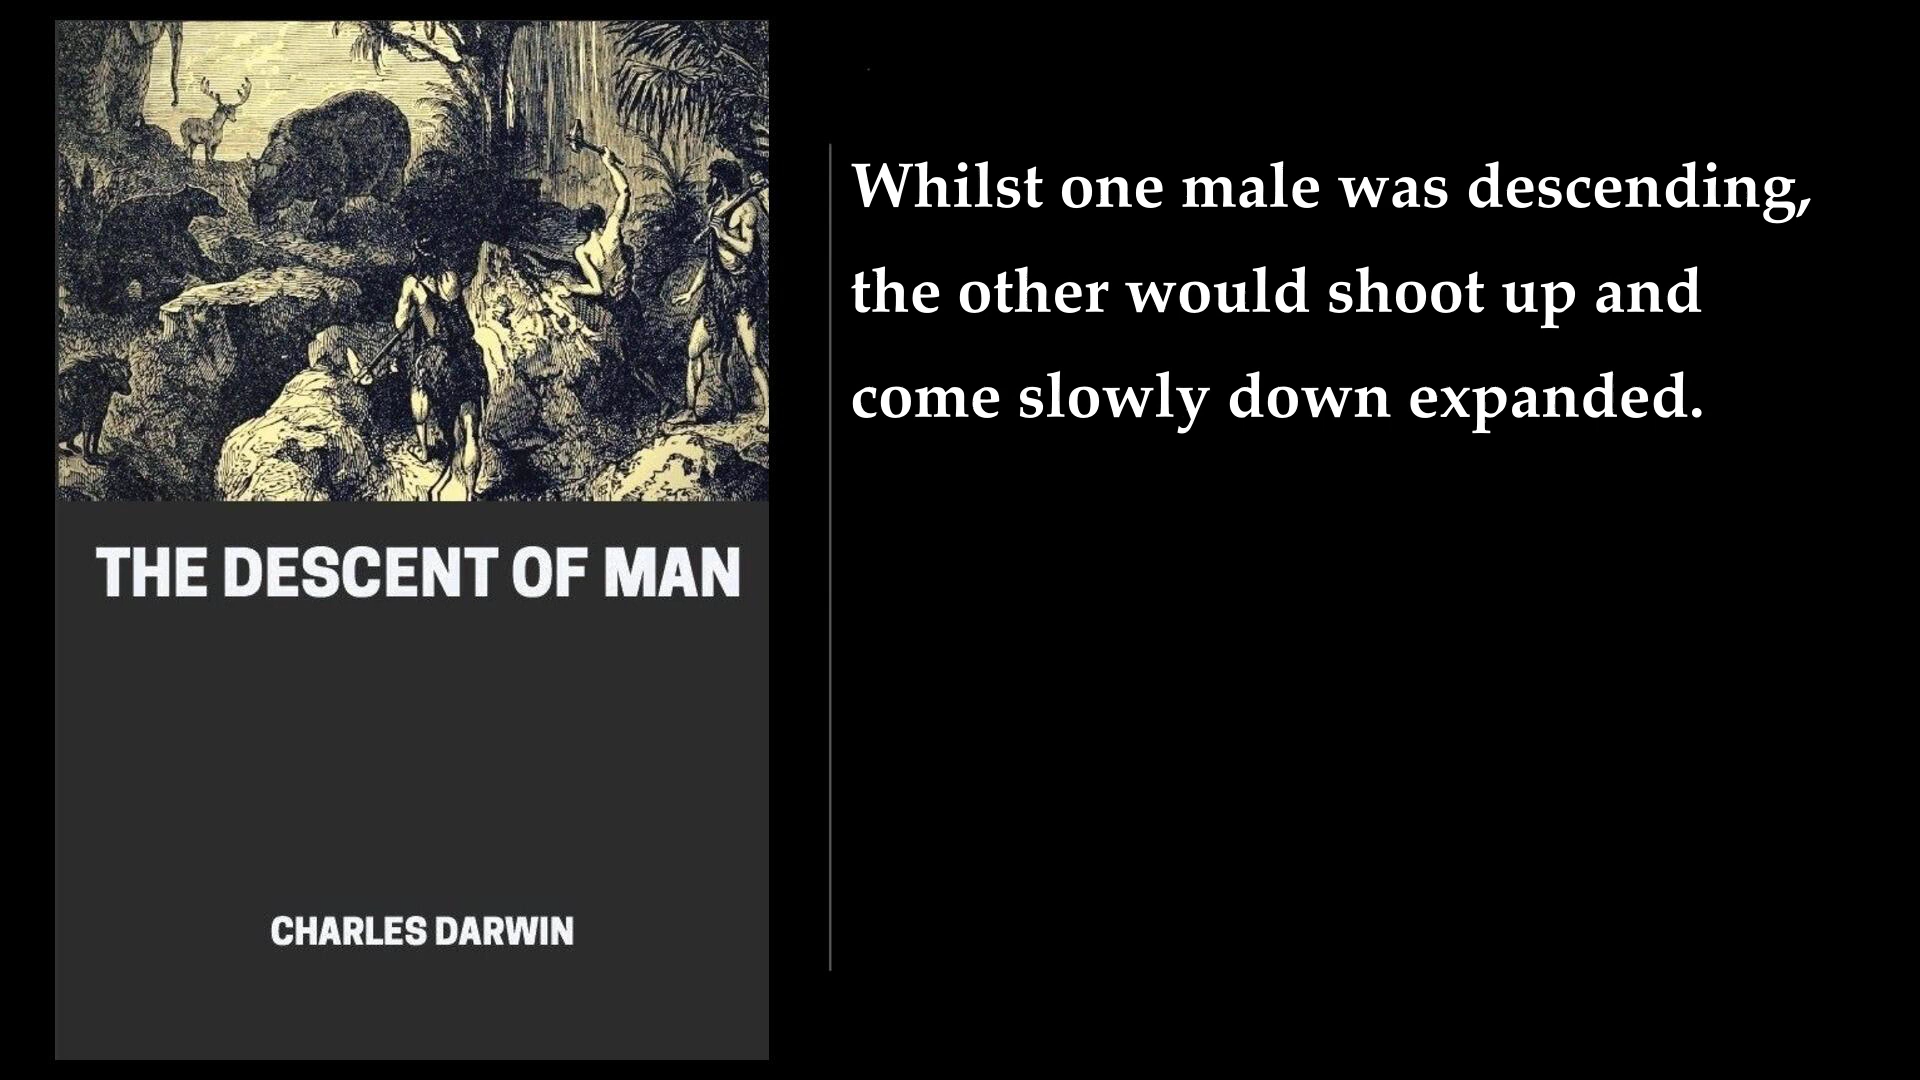 THE DESCENT OF MAN
CHARLES DARWIN
Whilst one male was descending,
the other would shoot up and
come slowly down expanded.